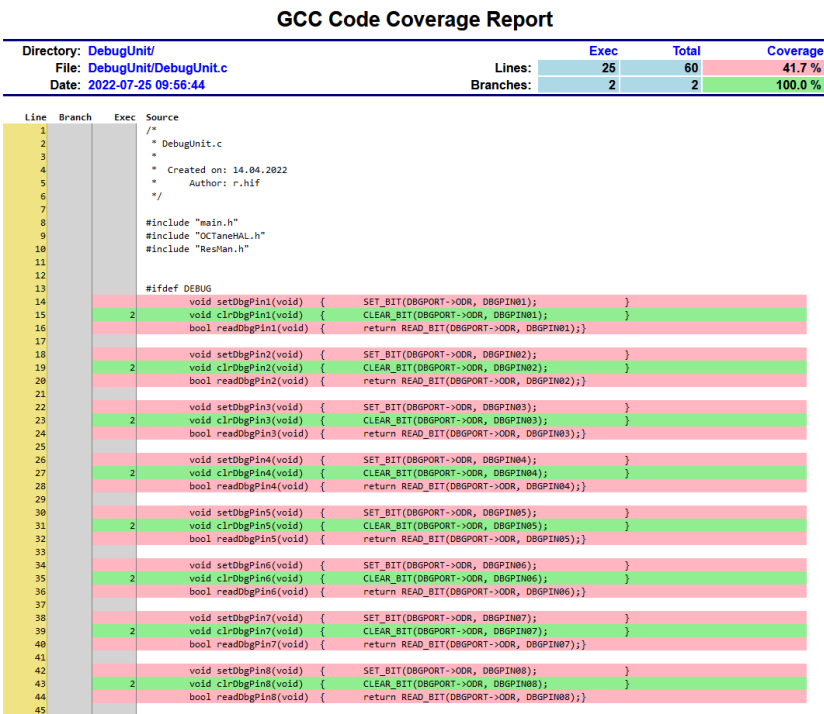 GCC Code Coverage Report
Directory: DebugUnit/ Exec Total Coverage
File: DebugUnit/DebugUnit.c Lines: 25 60 41.7 %
Date: 2022-07-25 09:56:44 Branches: 2 2 100.0 %
Line Branch Exec Source
1 /*
2  * DebugUnit.c
3  *
4  *  Created on: 14.04.2022
5  *      Author: r.hif
6  */
7
8 #include "main.h"
9 #include "OCTaneHAL.h"
10 #include "ResMan.h"
11
12
13 #ifdef DEBUG
14 void setDbgPin1(void) { SET_BIT(DBGPORT->ODR, DBGPIN01); }
15 2 void clrDbgPin1(void) { CLEAR_BIT(DBGPORT->ODR, DBGPIN01); }
16 bool readDbgPin1(void) { return READ_BIT(DBGPORT->ODR, DBGPIN01);}
17
18 void setDbgPin2(void) { SET_BIT(DBGPORT->ODR, DBGPIN02); }
19 2 void clrDbgPin2(void) { CLEAR_BIT(DBGPORT->ODR, DBGPIN02); }
20 bool readDbgPin2(void) { return READ_BIT(DBGPORT->ODR, DBGPIN02);}
21
22 void setDbgPin3(void) { SET_BIT(DBGPORT->ODR, DBGPIN03); }
23 2 void clrDbgPin3(void) { CLEAR_BIT(DBGPORT->ODR, DBGPIN03); }
24 bool readDbgPin3(void) { return READ_BIT(DBGPORT->ODR, DBGPIN03);}
25
26 void setDbgPin4(void) { SET_BIT(DBGPORT->ODR, DBGPIN04); }
27 2 void clrDbgPin4(void) { CLEAR_BIT(DBGPORT->ODR, DBGPIN04); }
28 bool readDbgPin4(void) { return READ_BIT(DBGPORT->ODR, DBGPIN04);}
29
30 void setDbgPin5(void) { SET_BIT(DBGPORT->ODR, DBGPIN05); }
31 2 void clrDbgPin5(void) { CLEAR_BIT(DBGPORT->ODR, DBGPIN05); }
32 bool readDbgPin5(void) { return READ_BIT(DBGPORT->ODR, DBGPIN05);}
33
34 void setDbgPin6(void) { SET_BIT(DBGPORT->ODR, DBGPIN06); }
35 2 void clrDbgPin6(void) { CLEAR_BIT(DBGPORT->ODR, DBGPIN06); }
36 bool readDbgPin6(void) { return READ_BIT(DBGPORT->ODR, DBGPIN06);}
37
38 void setDbgPin7(void) { SET_BIT(DBGPORT->ODR, DBGPIN07); }
39 2 void clrDbgPin7(void) { CLEAR_BIT(DBGPORT->ODR, DBGPIN07); }
40 bool readDbgPin7(void) { return READ_BIT(DBGPORT->ODR, DBGPIN07);}
41
42 void setDbgPin8(void) { SET_BIT(DBGPORT->ODR, DBGPIN08); }
43 2 void clrDbgPin8(void) { CLEAR_BIT(DBGPORT->ODR, DBGPIN08); }
44 bool readDbgPin8(void) { return READ_BIT(DBGPORT->ODR, DBGPIN08);}
45